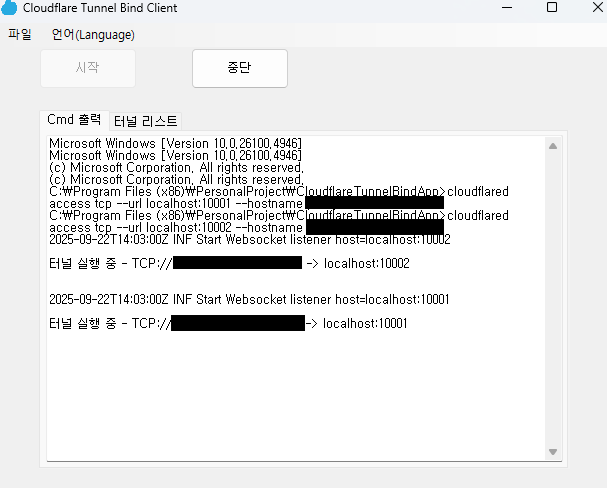 Cloudflare Tunnel Bind Client
파일 언어(Language)
시작 중단
Cmd 출력 터널 리스트
Microsoft Windows [Version 10.0.26100.4946]
Microsoft Windows [Version 10.0.26100.4946]
(c) Microsoft Corporation. All rights reserved.
(c) Microsoft Corporation. All rights reserved.
C:₩Program Files (x86)₩PersonalProject₩CloudflareTunnelBindApp>cloudflared
access tcp --url localhost:10001 --hostname
C:₩Program Files (x86)₩PersonalProject₩CloudflareTunnelBindApp>cloudflared
access tcp --url localhost:10002 --hostname
2025-09-22T14:03:00Z INF Start Websocket listener host=localhost:10002
터널 실행 중 - TCP:// -> localhost:10002
2025-09-22T14:03:00Z INF Start Websocket listener host=localhost:10001
터널 실행 중 - TCP:// -> localhost:10001